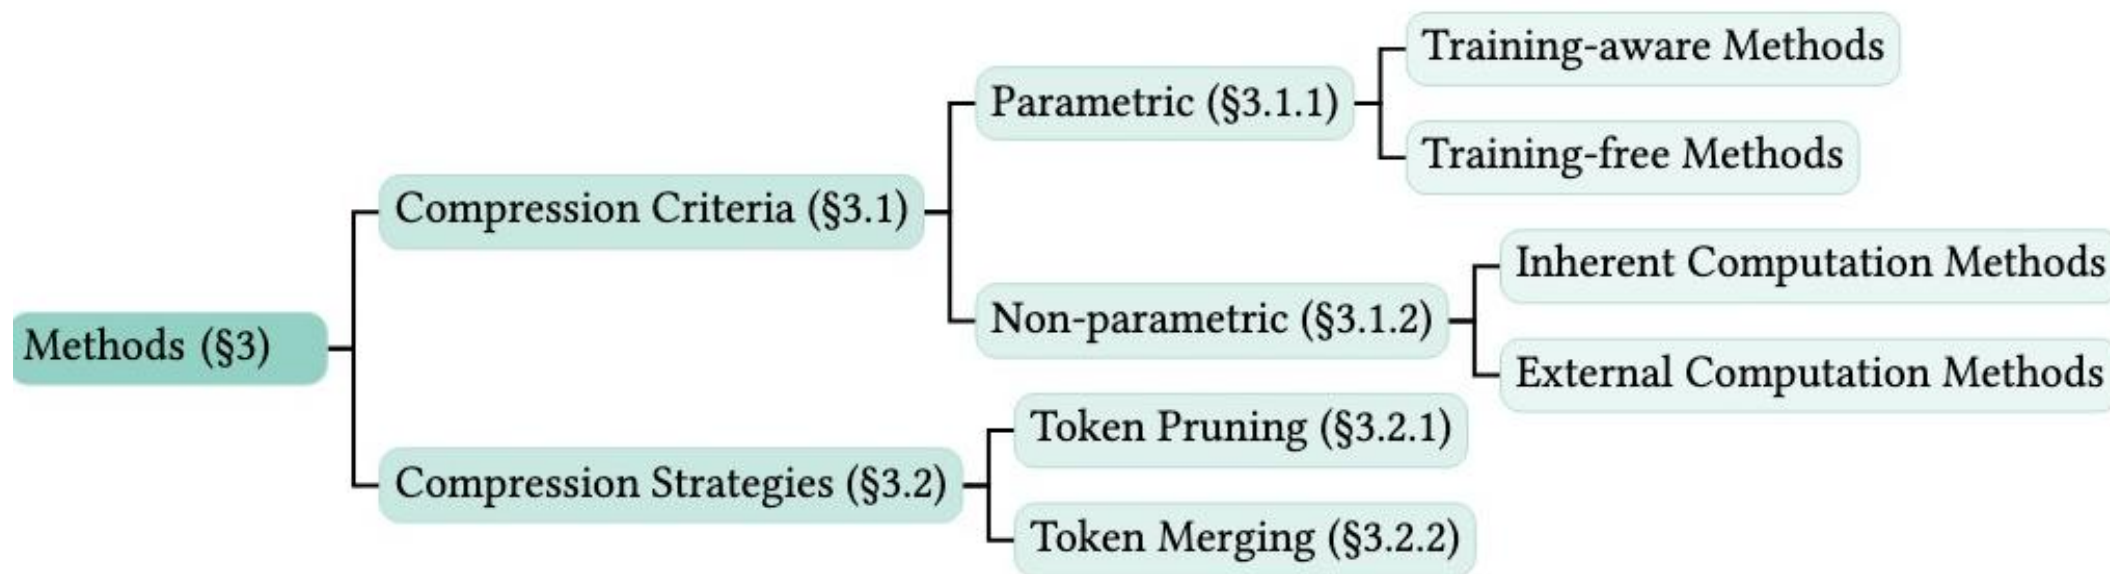 Methods (§3)
Compression Criteria (§3.1)
Parametric (§3.1.1)
Training-aware Methods
Training-free Methods
Non-parametric (§3.1.2)
Inherent Computation Methods
External Computation Methods
Compression Strategies (§3.2)
Token Pruning (§3.2.1)
Token Merging (§3.2.2)